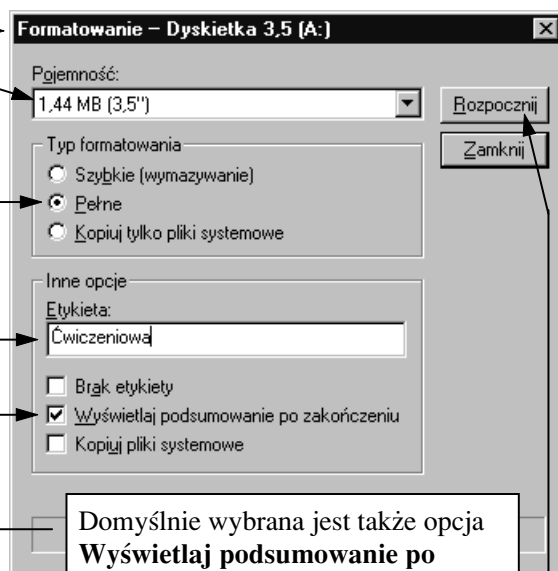 Formatowanie – Dyskietka 3,5 (A:)
Pojemność:
1,44 MB (3,5")
Rozpocznij
Zamknij
Typ formatowania
Szybkie (wymazywanie)
Pełne
Kopiuj tylko pliki systemowe
Inne opcje
Etykieta:
Ćwiczeniowa
Brak etykiety
Wyświetlaj podsumowanie po zakończeniu
Kopiuj pliki systemowe
Domyślnie wybrana jest także opcja
Wyświetlaj podsumowanie po